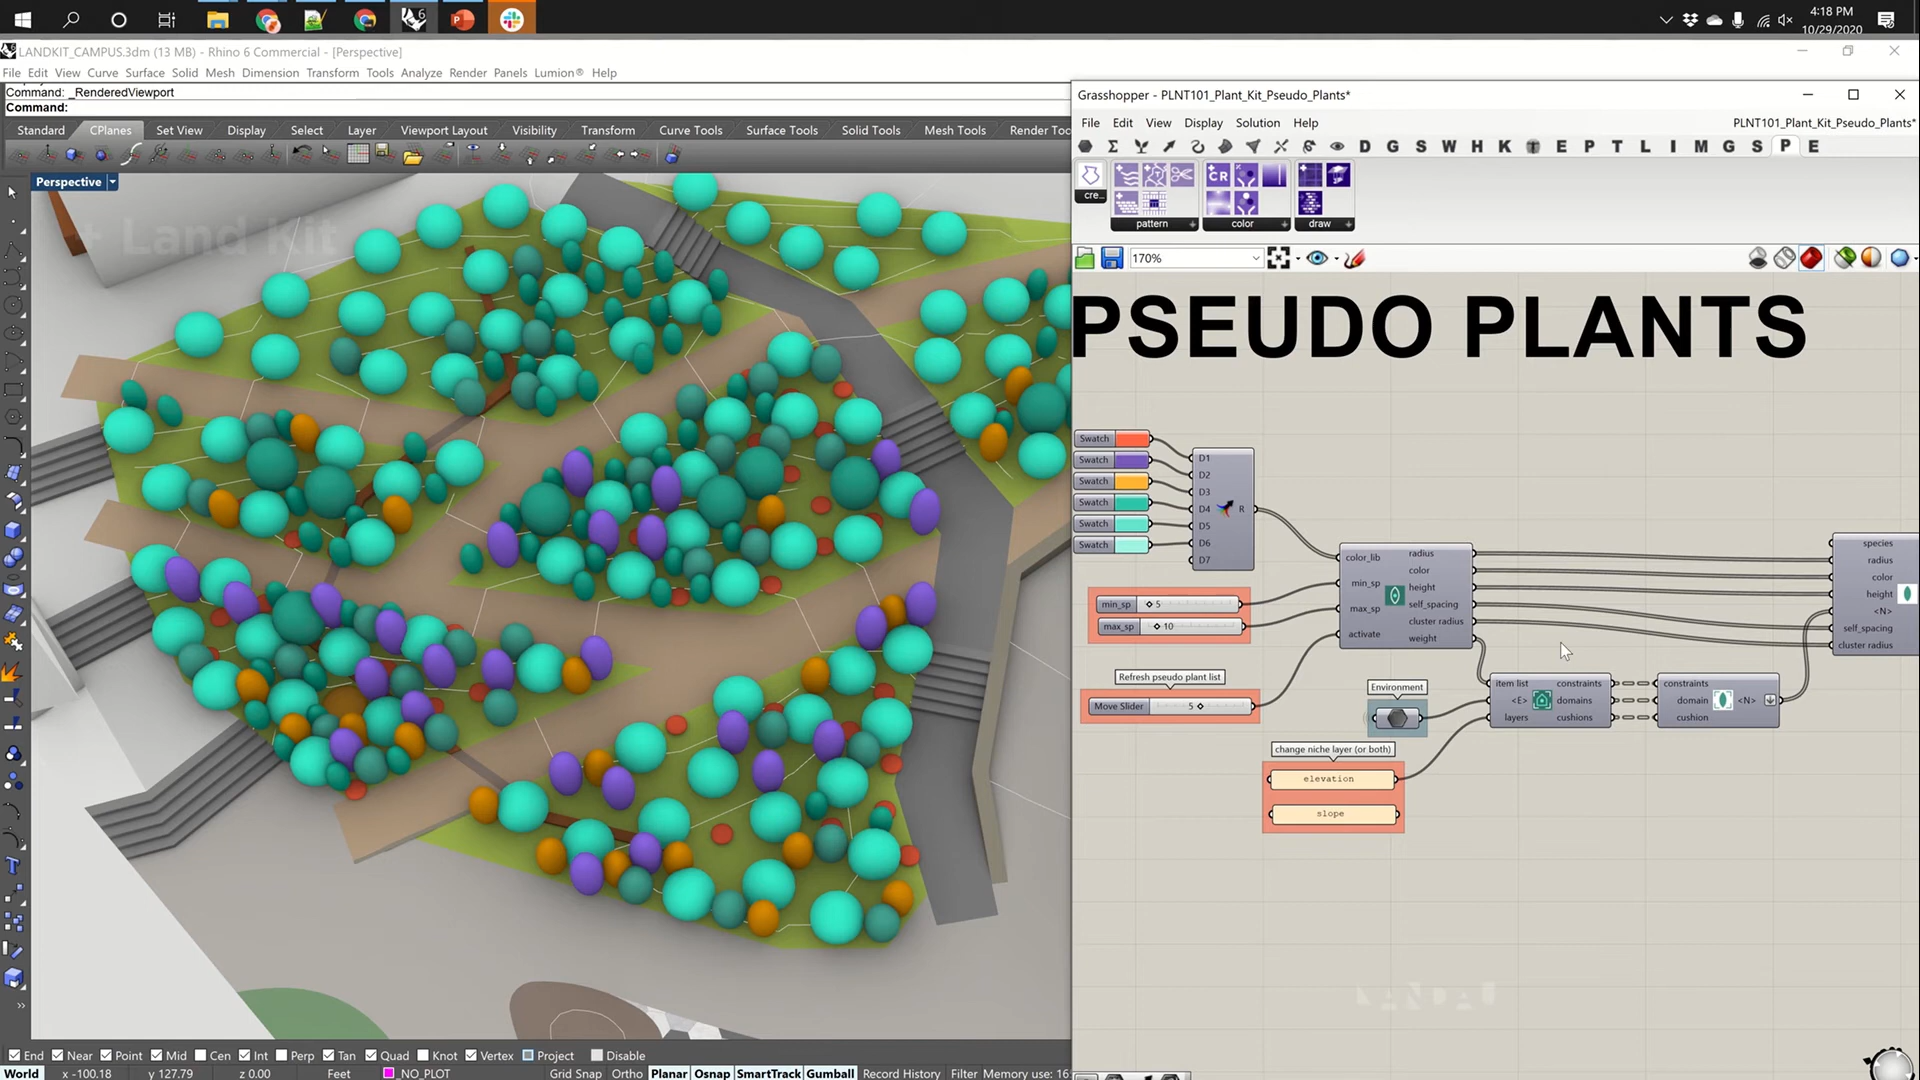 4:18 PM
10/29/2020
LANDKIT_CAMPUS.3dm (13 MB) - Rhino 6 Commercial - [Perspective]
File Edit View Curve Surface Solid Mesh Dimension Transform Tools Analyze Render Panels Lumion® Help
Command: _RenderedViewport
Command:
Standard CPlanes Set View Display Select Layer Viewport Layout Visibility Transform Curve Tools Surface Tools Solid Tools Mesh Tools Render Too
Perspective
+ Land Kit
Grasshopper - PLNT101_Plant_Kit_Pseudo_Plants*
File Edit View Display Solution Help
PLNT101_Plant_Kit_Pseudo_Plants*
D G S W H K E P T L I M G S P E
cre...
pattern
color
draw
170%
PSEUDO PLANTS
Swatch
Swatch
Swatch
Swatch
Swatch
Swatch
D1
D2
D3
D4
D5
D6
D7
R
color_lib
min_sp
max_sp
activate
radius
color
height
self_spacing
cluster radius
weight
min_sp 5
max_sp 10
Refresh pseudo plant list
Move Slider 5
Environment
change niche layer (or both)
elevation
slope
item list
<E>
layers
constraints
domains
cushions
constraints
domain
cushion
<N>
species
radius
color
height
<N>
self_spacing
cluster radius
LANDAU
End Near Point Mid Cen Int Perp Tan Quad Knot Vertex Project Disable
World x -100.18 y 127.79 z 0.00 Feet _NO_PLOT Grid Snap Ortho Planar Osnap SmartTrack Gumball Record History Filter Memory use: 16